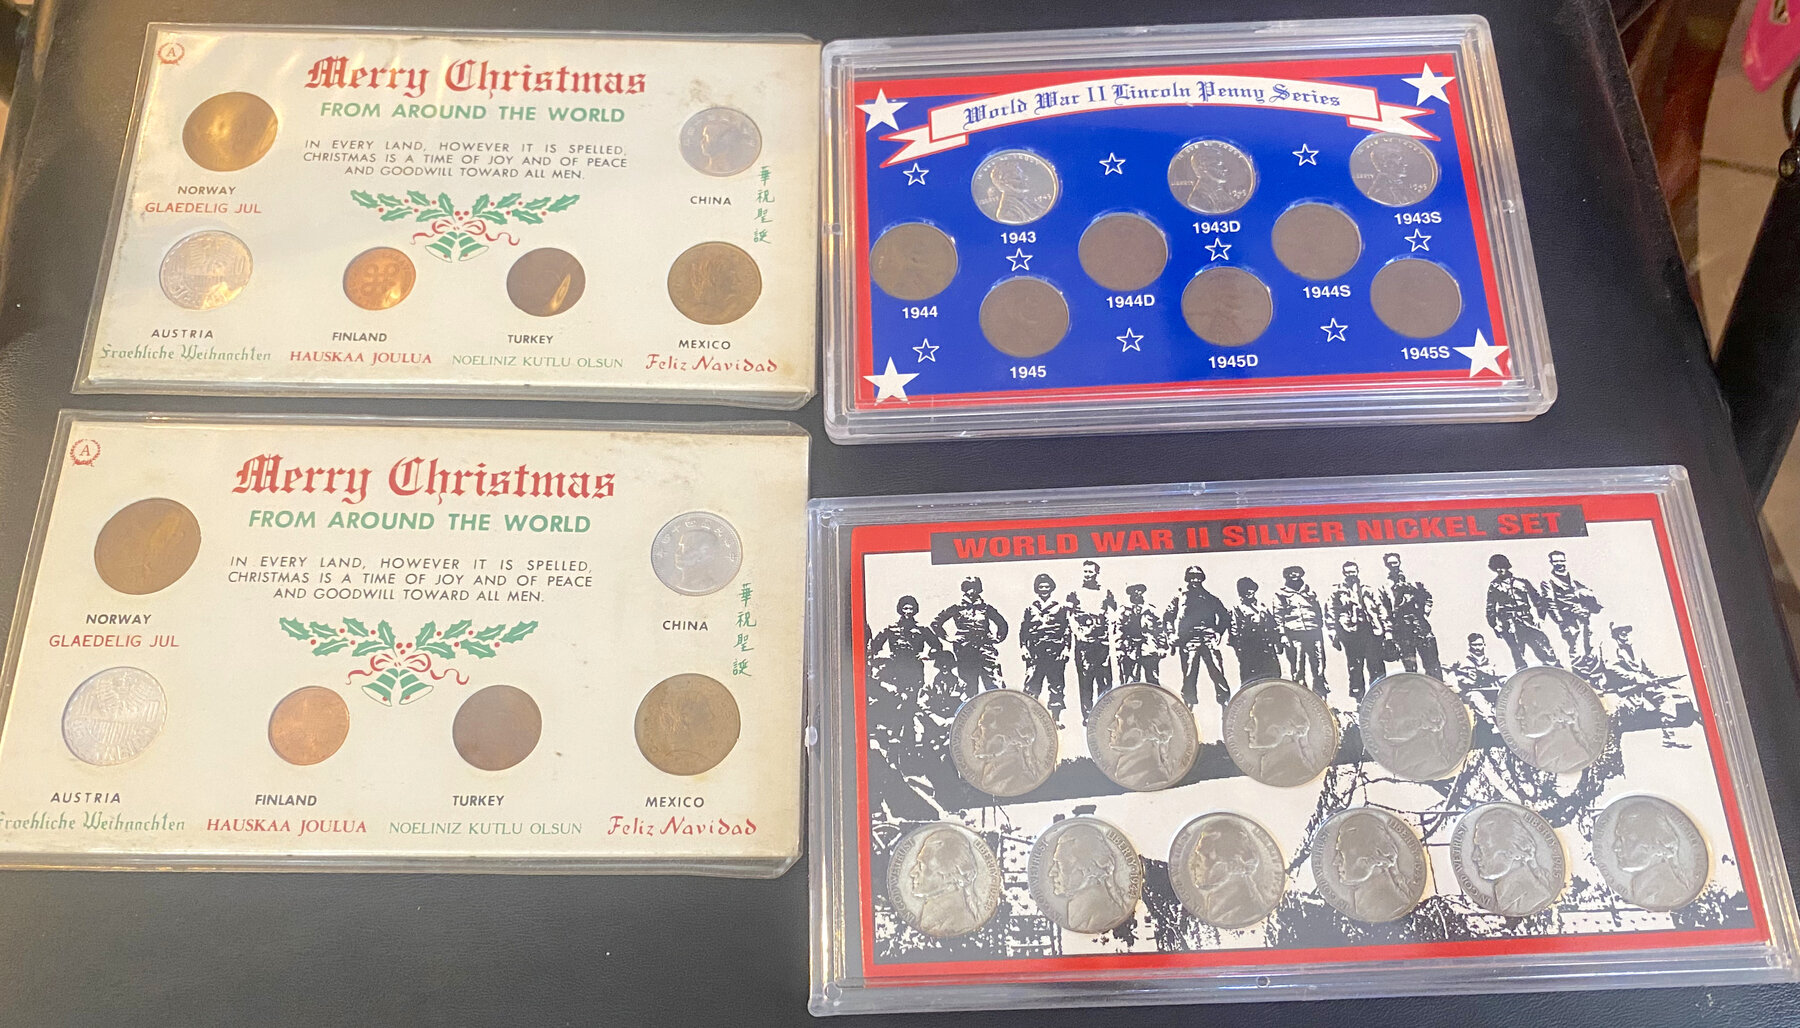 A
Merry Christmas
FROM AROUND THE WORLD
IN EVERY LAND, HOWEVER IT IS SPELLED,
CHRISTMAS IS A TIME OF JOY AND OF PEACE
AND GOODWILL TOWARD ALL MEN.
NORWAY
GLAEDELIG JUL
CHINA
華祝聖誕
AUSTRIA
Froehliche Weihnachten
FINLAND
HAUSKAA JOULUA
TURKEY
NOELINIZ KUTLU OLSUN
MEXICO
Feliz Navidad
World War II Lincoln Penny Series
1943
1943D
1943S
1944
1944D
1944S
1945
1945D
1945S
A
Merry Christmas
FROM AROUND THE WORLD
IN EVERY LAND, HOWEVER IT IS SPELLED,
CHRISTMAS IS A TIME OF JOY AND OF PEACE
AND GOODWILL TOWARD ALL MEN.
NORWAY
GLAEDELIG JUL
CHINA
華祝聖誕
AUSTRIA
Froehliche Weihnachten
FINLAND
HAUSKAA JOULUA
TURKEY
NOELINIZ KUTLU OLSUN
MEXICO
Feliz Navidad
WORLD WAR II SILVER NICKEL SET